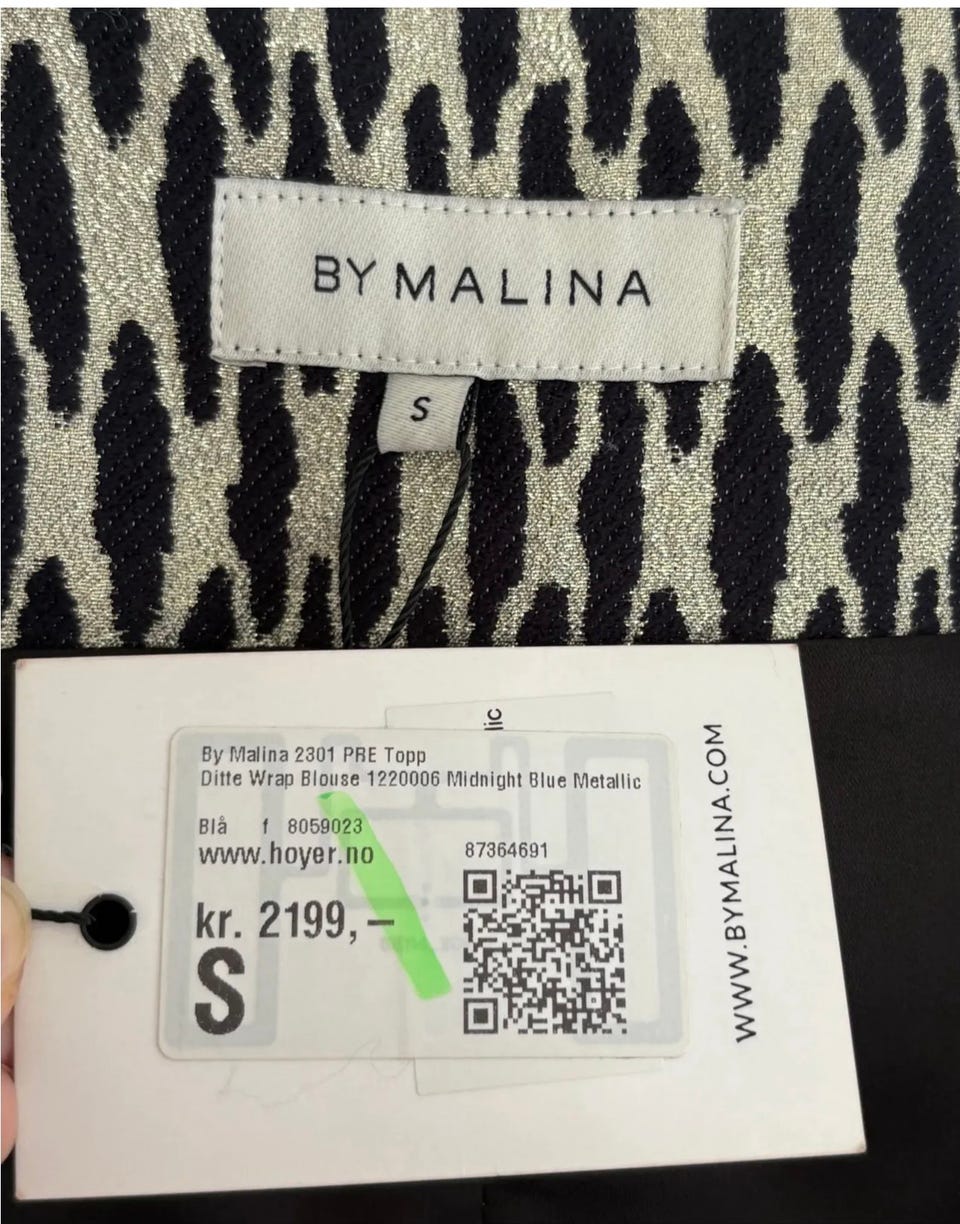 BY MALINA
S
lic
By Malina 2301 PRE Topp
Ditte Wrap Blouse 1220006 Midnight Blue Metallic
Blå f 8059023
www.hoyer.no
87364691
kr. 2199,–
S
WWW.BYMALINA.COM